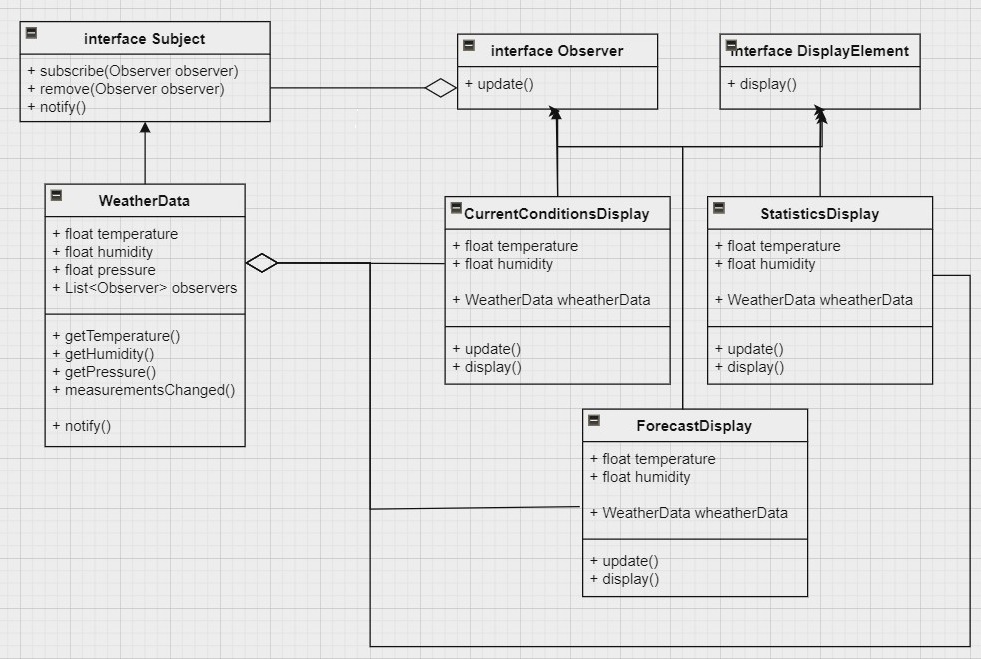 interface Subject
+ subscribe(Observer observer)
+ remove(Observer observer)
+ notify()
interface Observer
+ update()
interface DisplayElement
+ display()
WeatherData
+ float temperature
+ float humidity
+ float pressure
+ List<Observer> observers
+ getTemperature()
+ getHumidity()
+ getPressure()
+ measurementsChanged()
+ notify()
CurrentConditionsDisplay
+ float temperature
+ float humidity
+ WeatherData wheatherData
+ update()
+ display()
StatisticsDisplay
+ float temperature
+ float humidity
+ WeatherData wheatherData
+ update()
+ display()
ForecastDisplay
+ float temperature
+ float humidity
+ WeatherData wheatherData
+ update()
+ display()